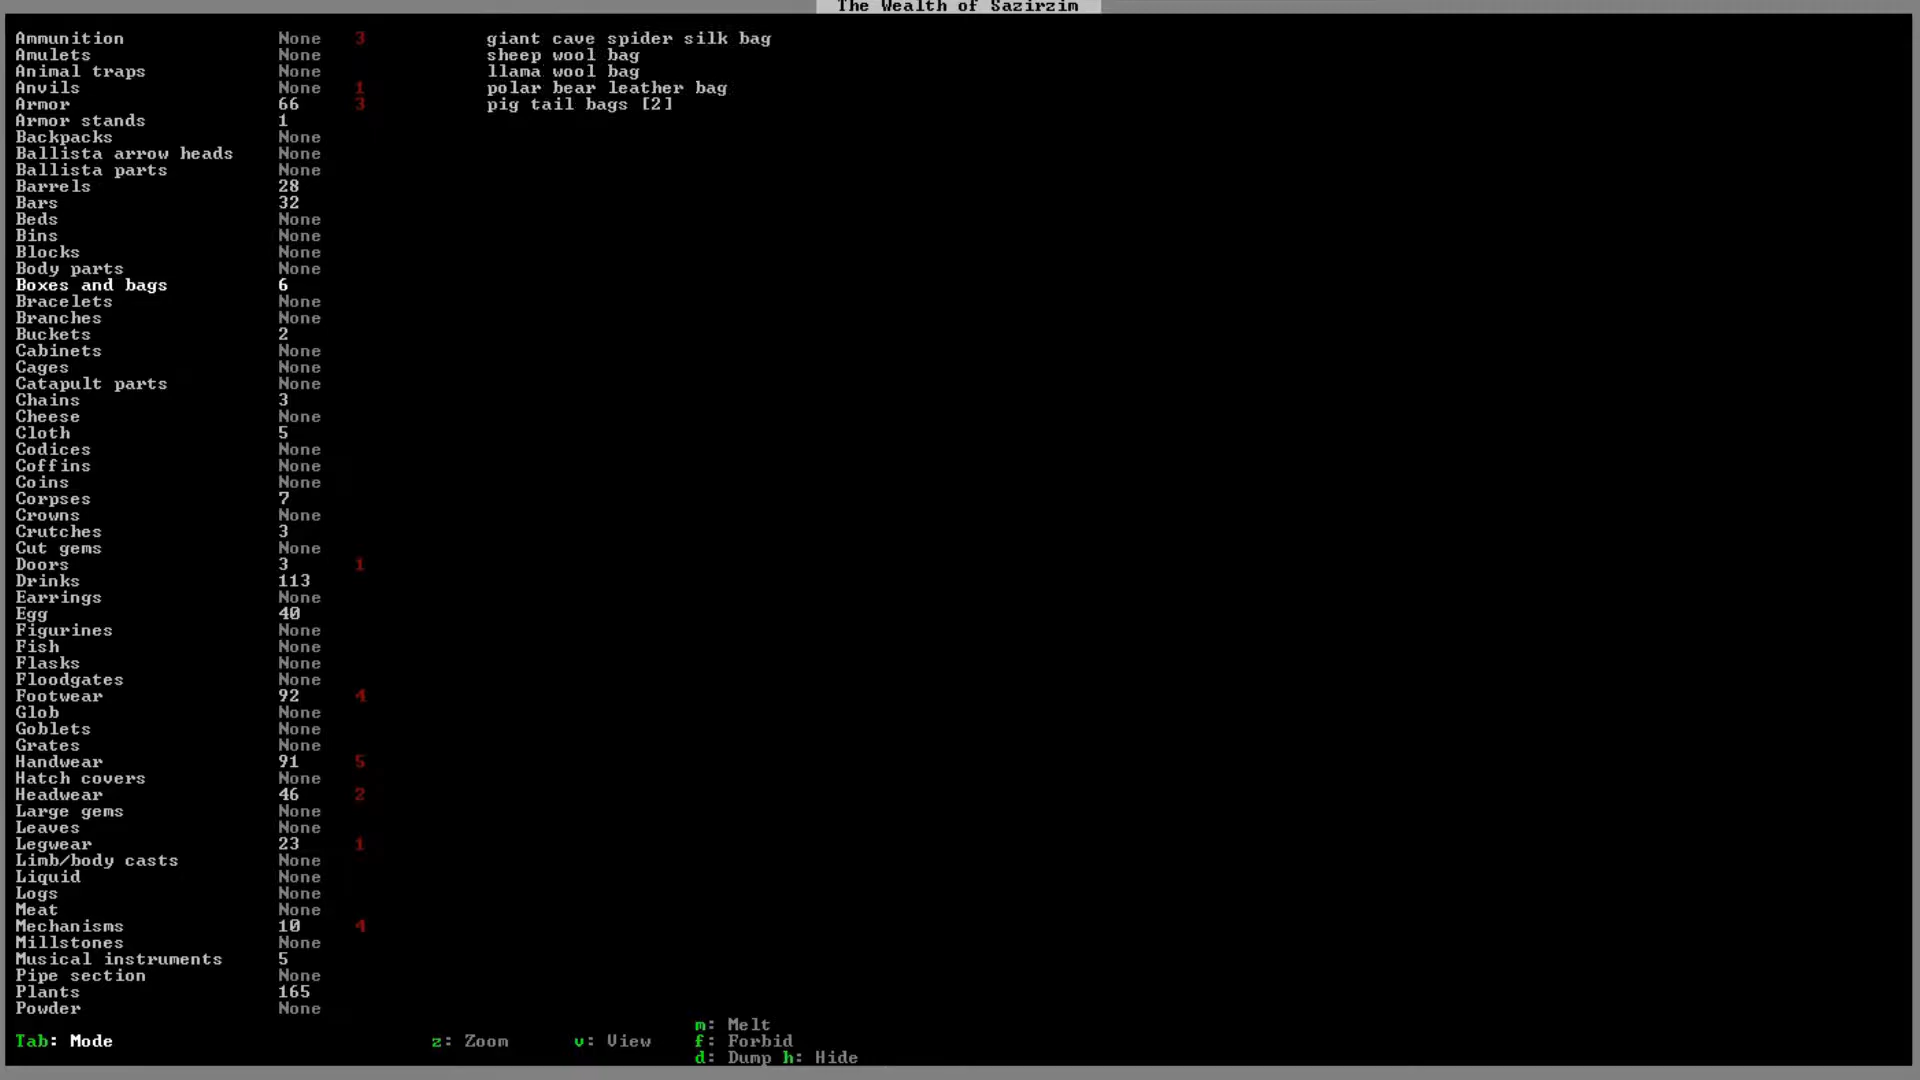 The Wealth of Sazirzim
Ammunition None 3 giant cave spider silk bag
Amulets None sheep wool bag
Animal traps None llama wool bag
Anvils None 1 polar bear leather bag
Armor 66 3 pig tail bags [2]
Armor stands 1
Backpacks None
Ballista arrow heads None
Ballista parts None
Barrels 28
Bars 32
Beds None
Bins None
Blocks None
Body parts None
Boxes and bags 6
Bracelets None
Branches None
Buckets 2
Cabinets None
Cages None
Catapult parts None
Chains 3
Cheese None
Cloth 5
Codices None
Coffins None
Coins None
Corpses 7
Crowns None
Crutches 3
Cut gems None
Doors 3 1
Drinks 113
Earrings None
Egg 40
Figurines None
Fish None
Flasks None
Floodgates None
Footwear 92 4
Glob None
Goblets None
Grates None
Handwear 91 5
Hatch covers None
Headwear 46 2
Large gems None
Leaves None
Legwear 23 1
Limb/body casts None
Liquid None
Logs None
Meat None
Mechanisms 10 4
Millstones None
Musical instruments 5
Pipe section None
Plants 165
Powder None
m: Melt
Tab: Mode z: Zoom v: View f: Forbid
d: Dump h: Hide